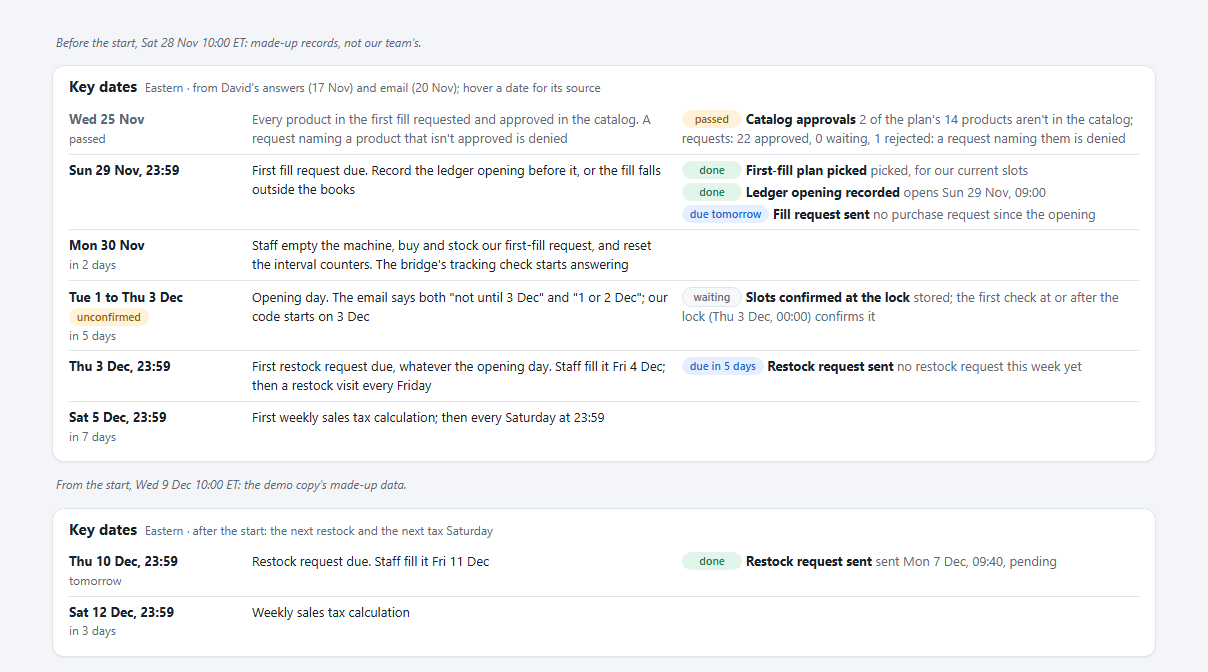 Before the start, Sat 28 Nov 10:00 ET: made-up records, not our team's.
Key dates Eastern · from David's answers (17 Nov) and email (20 Nov); hover a date for its source
Wed 25 Nov
passed
Every product in the first fill requested and approved in the catalog. A
request naming a product that isn't approved is denied
passed Catalog approvals 2 of the plan's 14 products aren't in the catalog;
requests: 22 approved, 0 waiting, 1 rejected: a request naming them is denied
Sun 29 Nov, 23:59
First fill request due. Record the ledger opening before it, or the fill falls
outside the books
done First-fill plan picked picked, for our current slots
done Ledger opening recorded opens Sun 29 Nov, 09:00
due tomorrow Fill request sent no purchase request since the opening
Mon 30 Nov
in 2 days
Staff empty the machine, buy and stock our first-fill request, and reset
the interval counters. The bridge's tracking check starts answering
Tue 1 to Thu 3 Dec
unconfirmed
in 5 days
Opening day. The email says both "not until 3 Dec" and "1 or 2 Dec"; our
code starts on 3 Dec
waiting Slots confirmed at the lock stored; the first check at or after the
lock (Thu 3 Dec, 00:00) confirms it
Thu 3 Dec, 23:59
First restock request due, whatever the opening day. Staff fill it Fri 4 Dec;
then a restock visit every Friday
due in 5 days Restock request sent no restock request this week yet
Sat 5 Dec, 23:59
in 7 days
First weekly sales tax calculation; then every Saturday at 23:59
From the start, Wed 9 Dec 10:00 ET: the demo copy's made-up data.
Key dates Eastern · after the start: the next restock and the next tax Saturday
Thu 10 Dec, 23:59
tomorrow
Restock request due. Staff fill it Fri 11 Dec
done Restock request sent sent Mon 7 Dec, 09:40, pending
Sat 12 Dec, 23:59
in 3 days
Weekly sales tax calculation